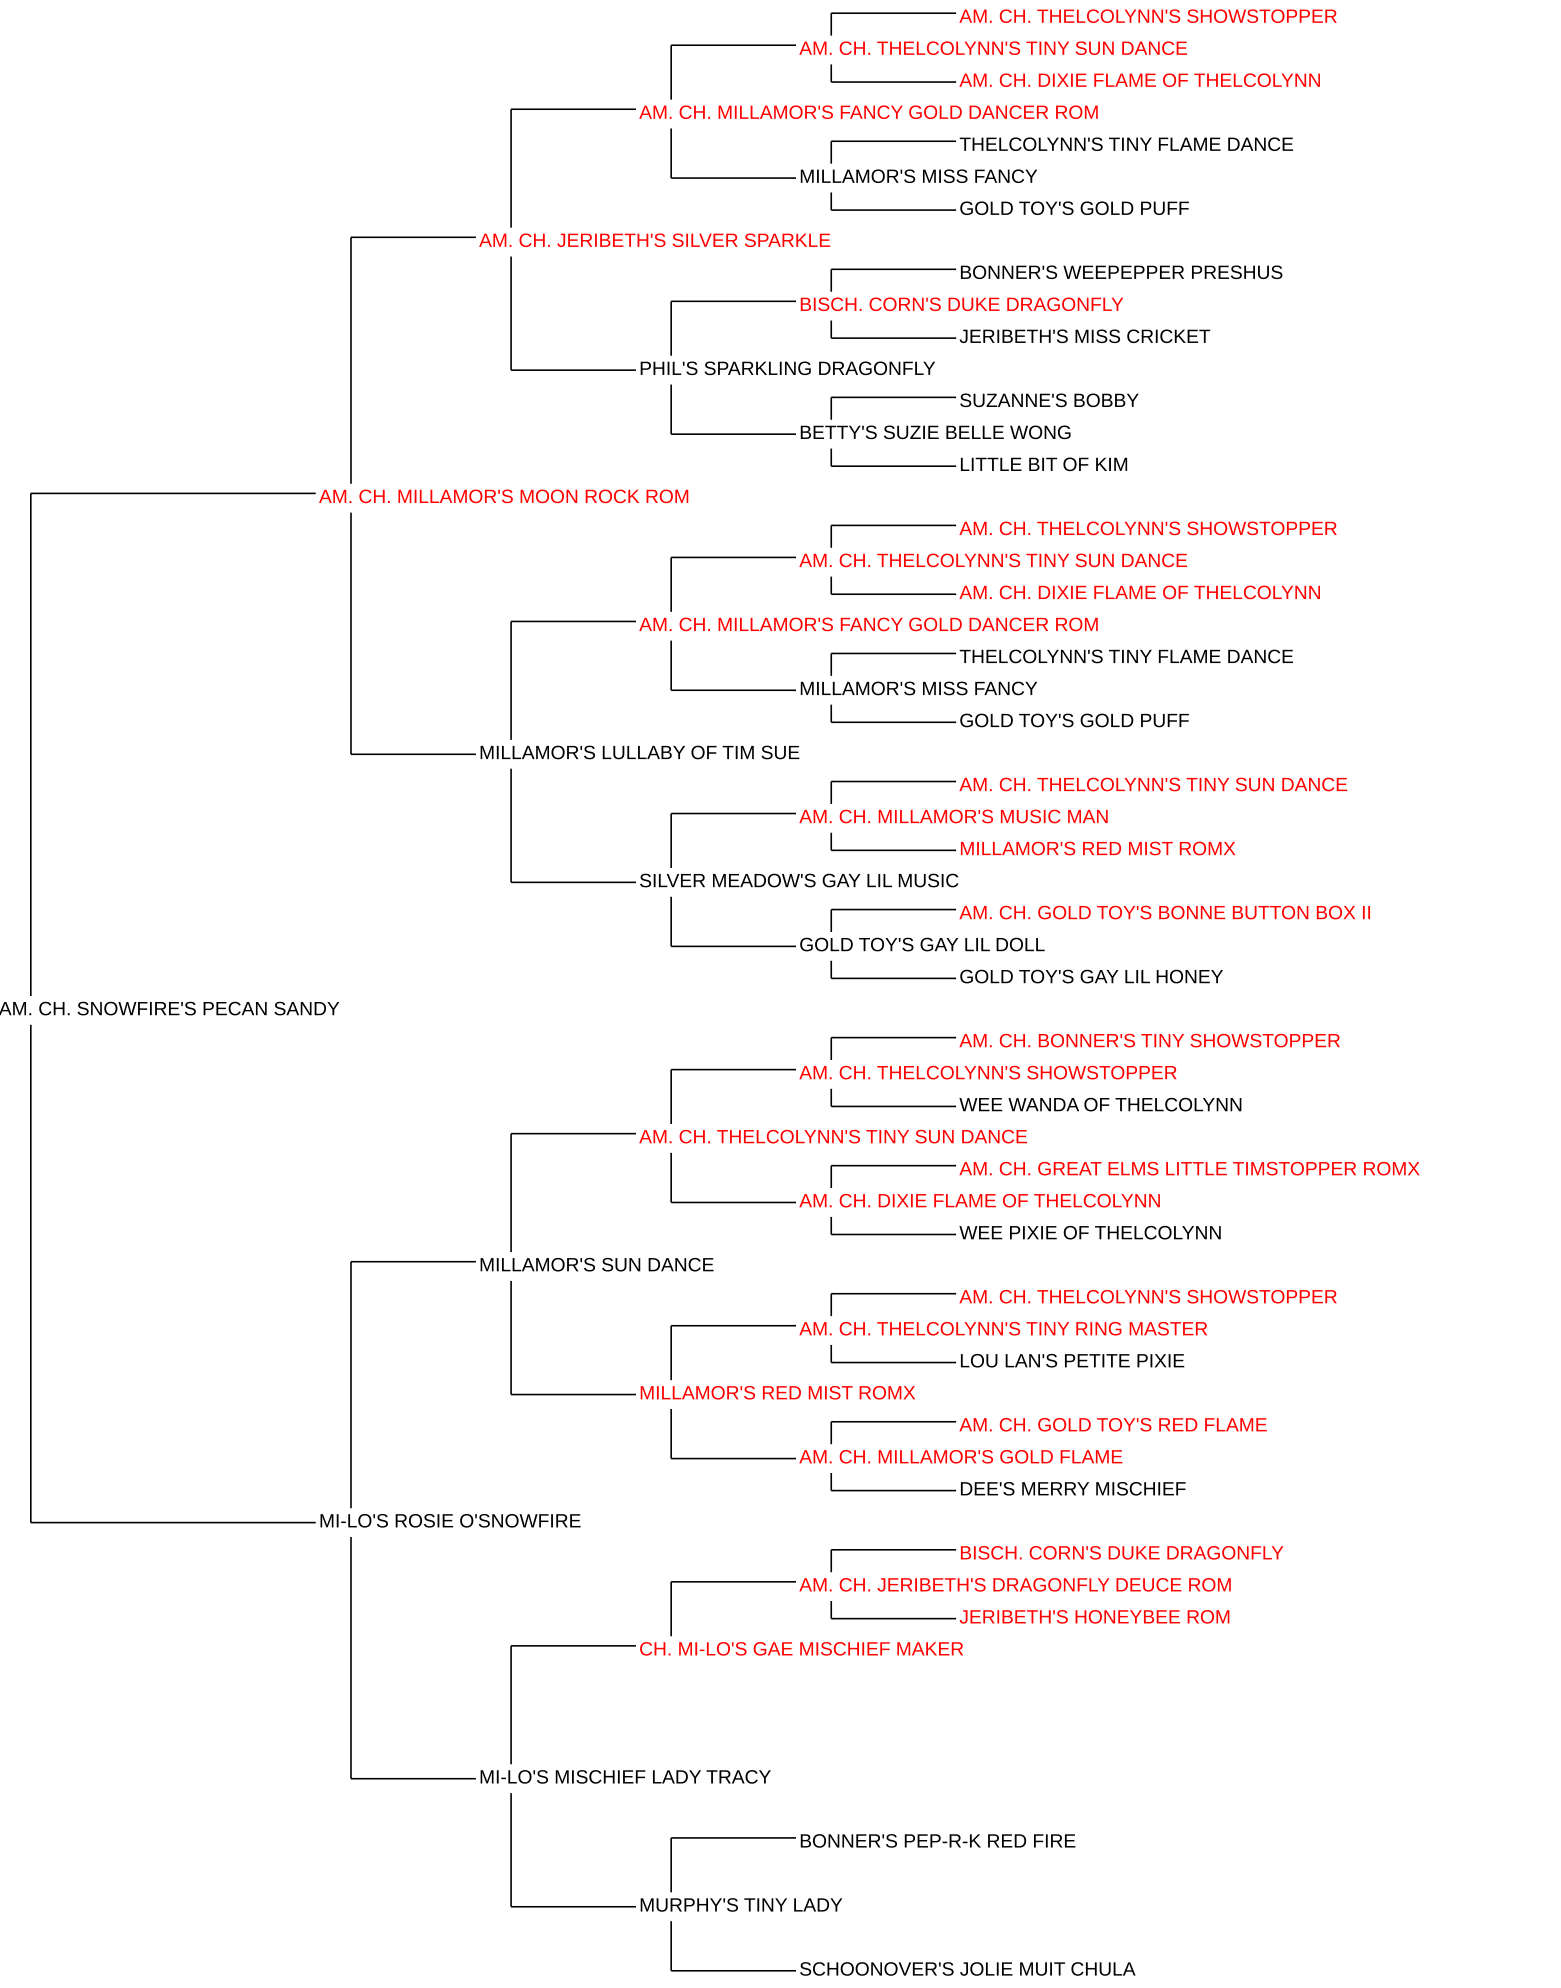 AM. CH. THELCOLYNN'S SHOWSTOPPER
AM. CH. THELCOLYNN'S TINY SUN DANCE
AM. CH. DIXIE FLAME OF THELCOLYNN
AM. CH. MILLAMOR'S FANCY GOLD DANCER ROM
THELCOLYNN'S TINY FLAME DANCE
MILLAMOR'S MISS FANCY
GOLD TOY'S GOLD PUFF
AM. CH. JERIBETH'S SILVER SPARKLE
BONNER'S WEEPEPPER PRESHUS
BISCH. CORN'S DUKE DRAGONFLY
JERIBETH'S MISS CRICKET
PHIL'S SPARKLING DRAGONFLY
SUZANNE'S BOBBY
BETTY'S SUZIE BELLE WONG
LITTLE BIT OF KIM
AM. CH. MILLAMOR'S MOON ROCK ROM
AM. CH. THELCOLYNN'S SHOWSTOPPER
AM. CH. THELCOLYNN'S TINY SUN DANCE
AM. CH. DIXIE FLAME OF THELCOLYNN
AM. CH. MILLAMOR'S FANCY GOLD DANCER ROM
THELCOLYNN'S TINY FLAME DANCE
MILLAMOR'S MISS FANCY
GOLD TOY'S GOLD PUFF
MILLAMOR'S LULLABY OF TIM SUE
AM. CH. THELCOLYNN'S TINY SUN DANCE
AM. CH. MILLAMOR'S MUSIC MAN
MILLAMOR'S RED MIST ROMX
SILVER MEADOW'S GAY LIL MUSIC
AM. CH. GOLD TOY'S BONNE BUTTON BOX II
GOLD TOY'S GAY LIL DOLL
GOLD TOY'S GAY LIL HONEY
AM. CH. SNOWFIRE'S PECAN SANDY
AM. CH. BONNER'S TINY SHOWSTOPPER
AM. CH. THELCOLYNN'S SHOWSTOPPER
WEE WANDA OF THELCOLYNN
AM. CH. THELCOLYNN'S TINY SUN DANCE
AM. CH. GREAT ELMS LITTLE TIMSTOPPER ROMX
AM. CH. DIXIE FLAME OF THELCOLYNN
WEE PIXIE OF THELCOLYNN
MILLAMOR'S SUN DANCE
AM. CH. THELCOLYNN'S SHOWSTOPPER
AM. CH. THELCOLYNN'S TINY RING MASTER
LOU LAN'S PETITE PIXIE
MILLAMOR'S RED MIST ROMX
AM. CH. GOLD TOY'S RED FLAME
AM. CH. MILLAMOR'S GOLD FLAME
DEE'S MERRY MISCHIEF
MI-LO'S ROSIE O'SNOWFIRE
BISCH. CORN'S DUKE DRAGONFLY
AM. CH. JERIBETH'S DRAGONFLY DEUCE ROM
JERIBETH'S HONEYBEE ROM
CH. MI-LO'S GAE MISCHIEF MAKER
MI-LO'S MISCHIEF LADY TRACY
BONNER'S PEP-R-K RED FIRE
MURPHY'S TINY LADY
SCHOONOVER'S JOLIE MUIT CHULA